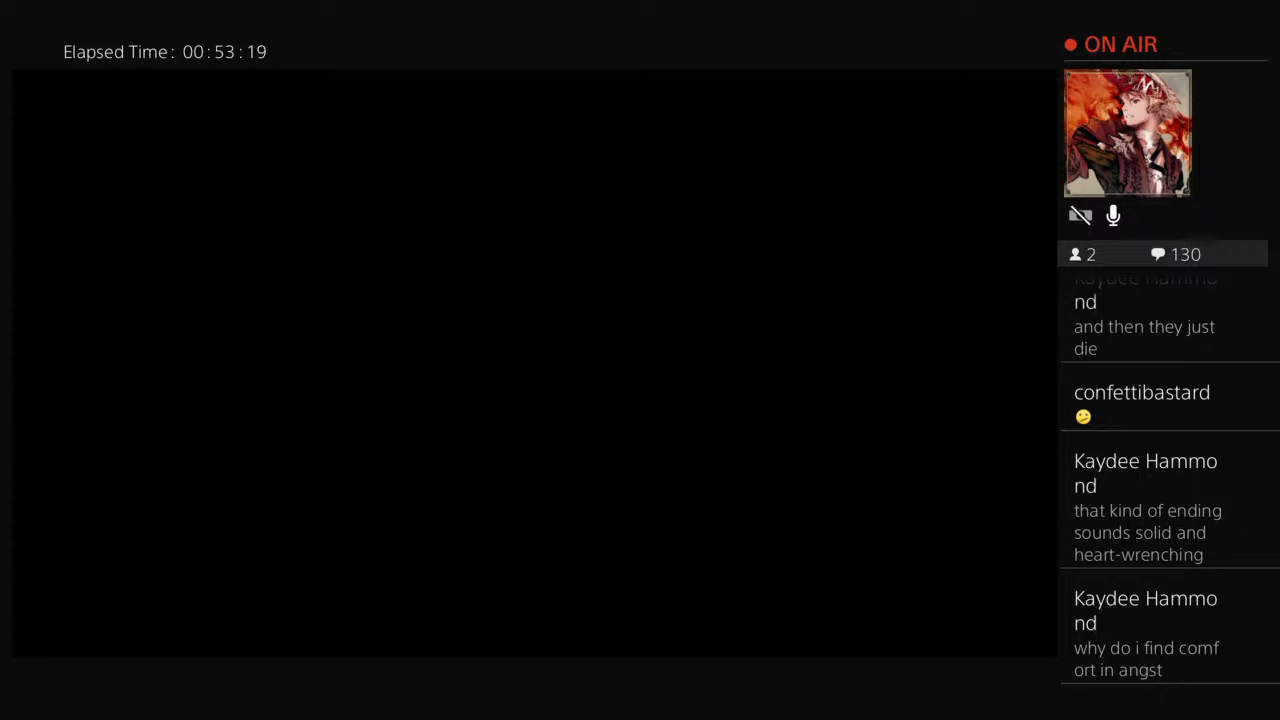 Elapsed Time: 00:53:19
ON AIR
2 130
Kaydee Hammo
nd
and then they just
die
confettibastard
Kaydee Hammo
nd
that kind of ending
sounds solid and
heart-wrenching
Kaydee Hammo
nd
why do i find comf
ort in angst